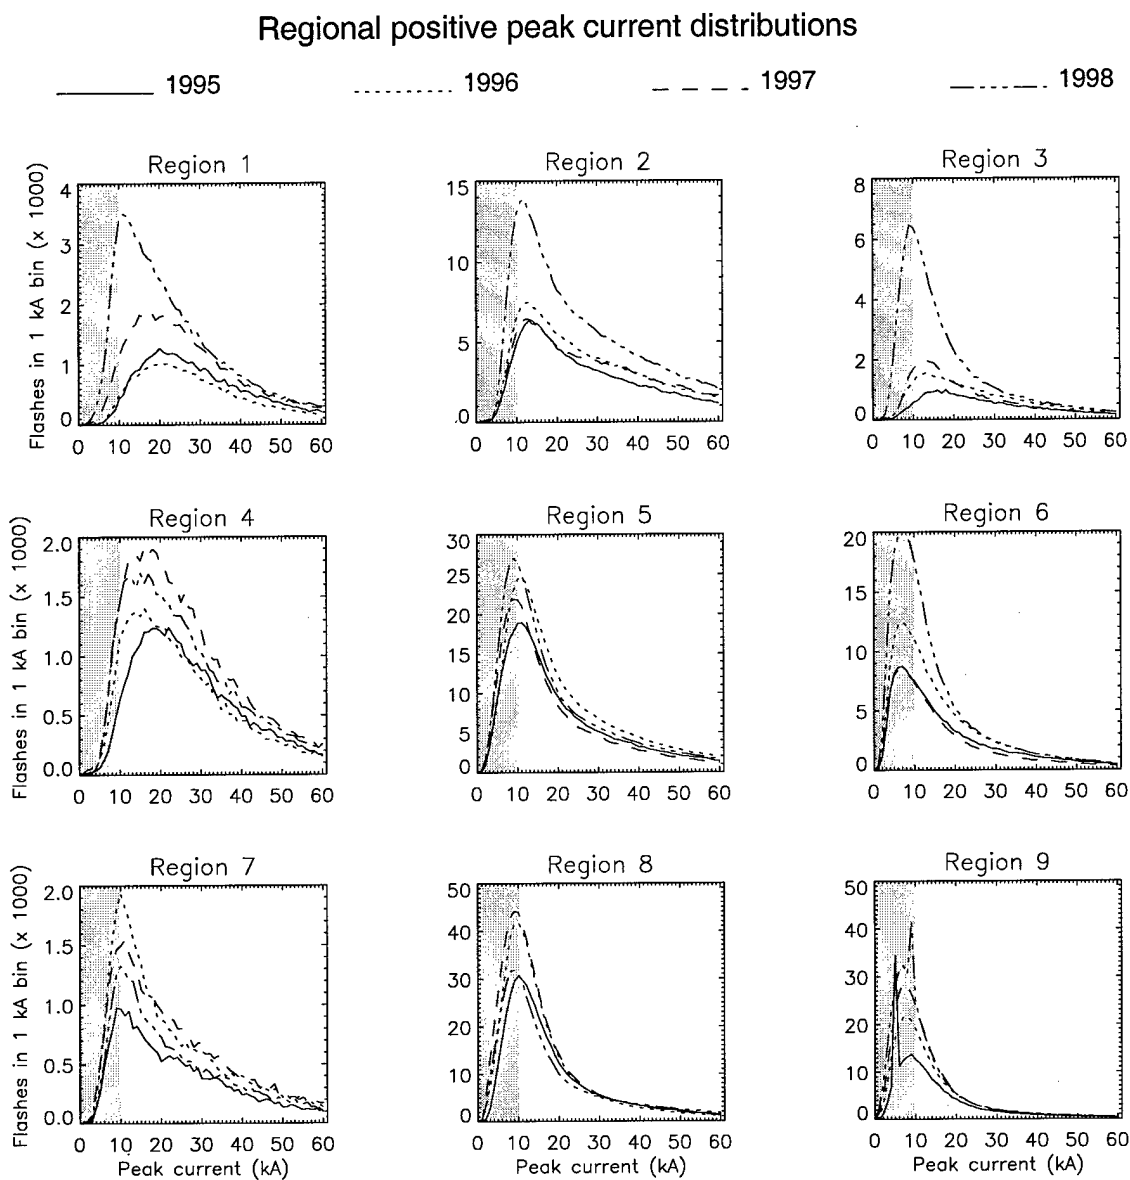 Regional positive peak current distributions
1995 1996 1997 1998
Region 1 Region 2 Region 3
Flashes in 1 kA bin (x 1000)
4 3 2 1 0
15 10 5 0
8 6 4 2 0
0 10 20 30 40 50 60
0 10 20 30 40 50 60
0 10 20 30 40 50 60
Region 4 Region 5 Region 6
Flashes in 1 kA bin (x 1000)
2.0 1.5 1.0 0.5 0.0
30 25 20 15 10 5 0
20 15 10 5 0
0 10 20 30 40 50 60
0 10 20 30 40 50 60
0 10 20 30 40 50 60
Region 7 Region 8 Region 9
Flashes in 1 kA bin (x 1000)
2.0 1.5 1.0 0.5 0.0
50 40 30 20 10 0
50 40 30 20 10 0
0 10 20 30 40 50 60
0 10 20 30 40 50 60
0 10 20 30 40 50 60
Peak current (kA) Peak current (kA) Peak current (kA)